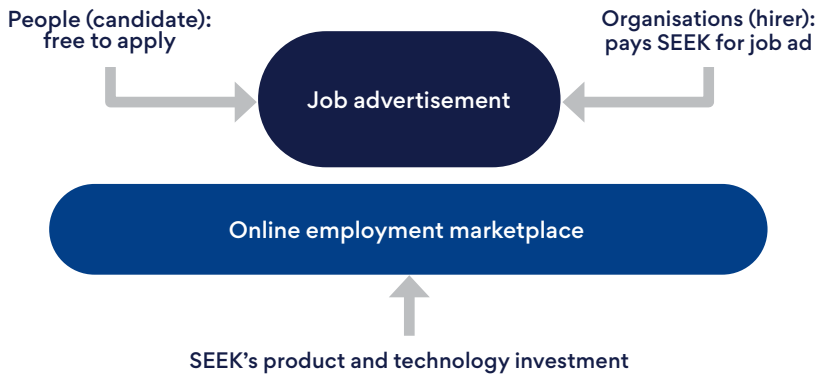 People (candidate):
free to apply
Organisations (hirer):
pays SEEK for job ad
Job advertisement
Online employment marketplace
SEEK's product and technology investment